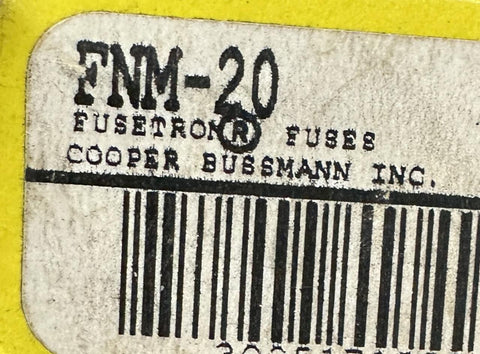 FNM-20
FUSETRON® FUSES
COOPER BUSSMANN INC.